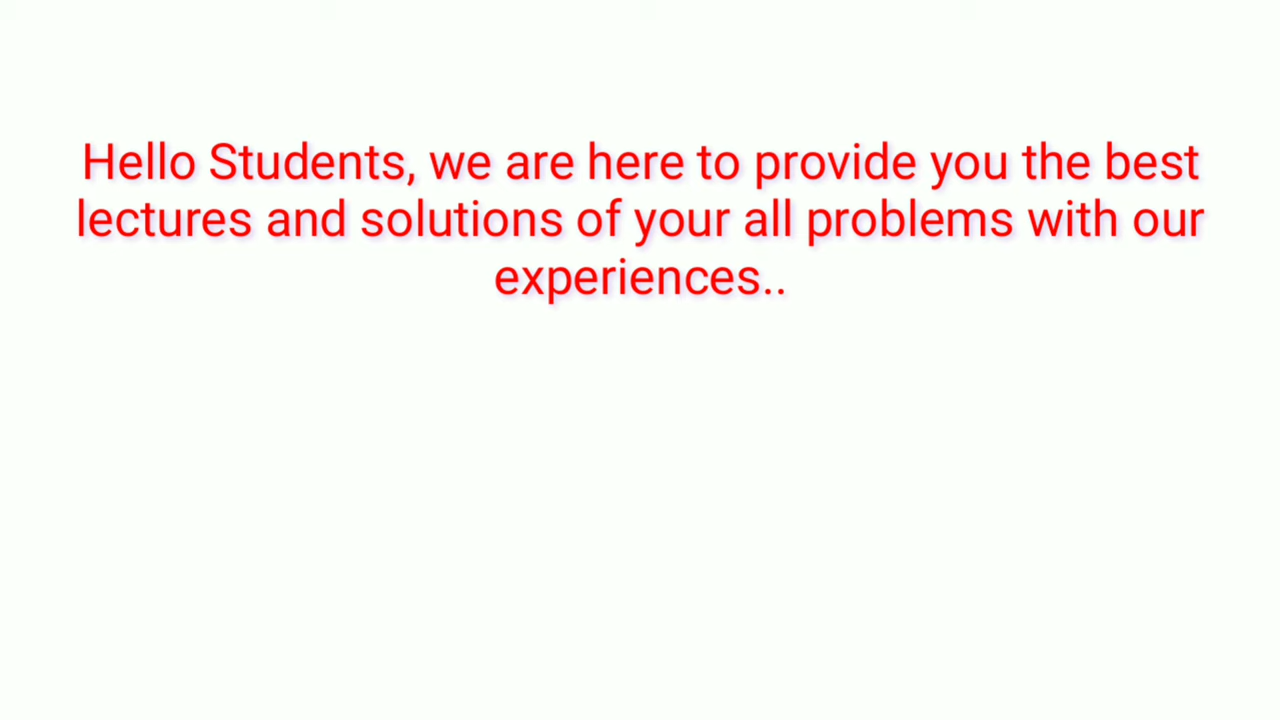 Hello Students, we are here to provide you the best
lectures and solutions of your all problems with our
experiences..